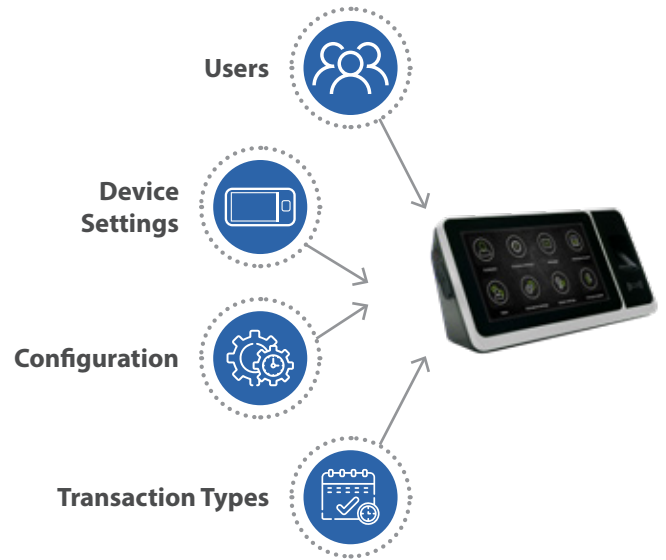 Users
Device
Settings
Configuration
Transaction Types